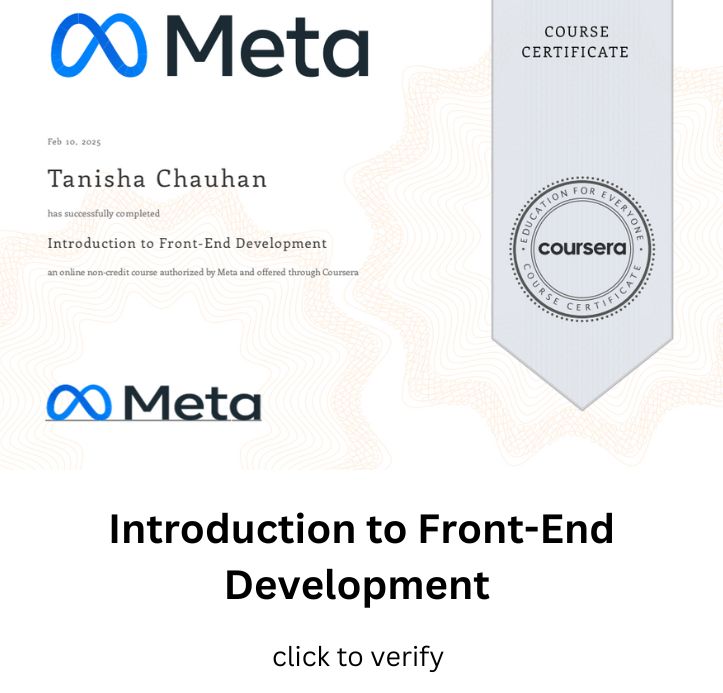 Meta
COURSE
CERTIFICATE
Feb 10, 2025
Tanisha Chauhan
has successfully completed
Introduction to Front-End Development
an online non-credit course authorized by Meta and offered through Coursera
EDUCATION FOR EVERYONE
coursera
COURSE CERTIFICATE
Meta
Introduction to Front-End
Development
click to verify